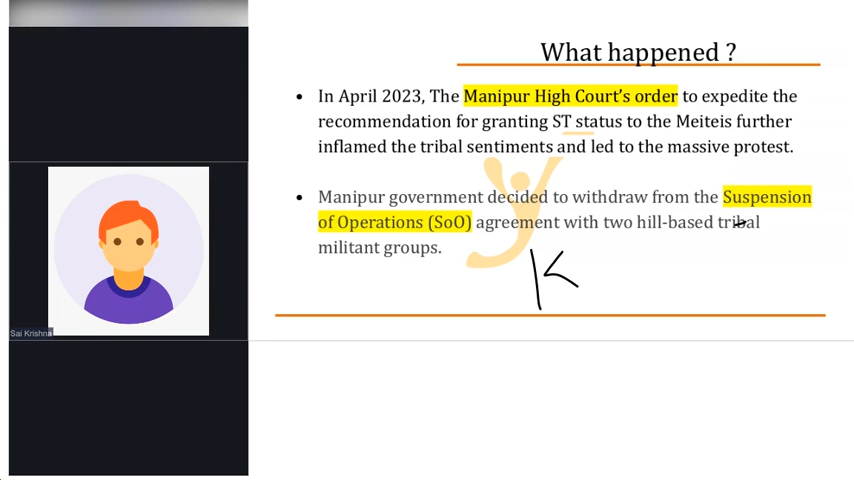 What happened ?
• In April 2023, The Manipur High Court's order to expedite the
recommendation for granting ST status to the Meiteis further
inflamed the tribal sentiments and led to the massive protest.
• Manipur government decided to withdraw from the Suspension
of Operations (SoO) agreement with two hill-based tribal
militant groups.
K
Sai Krishna